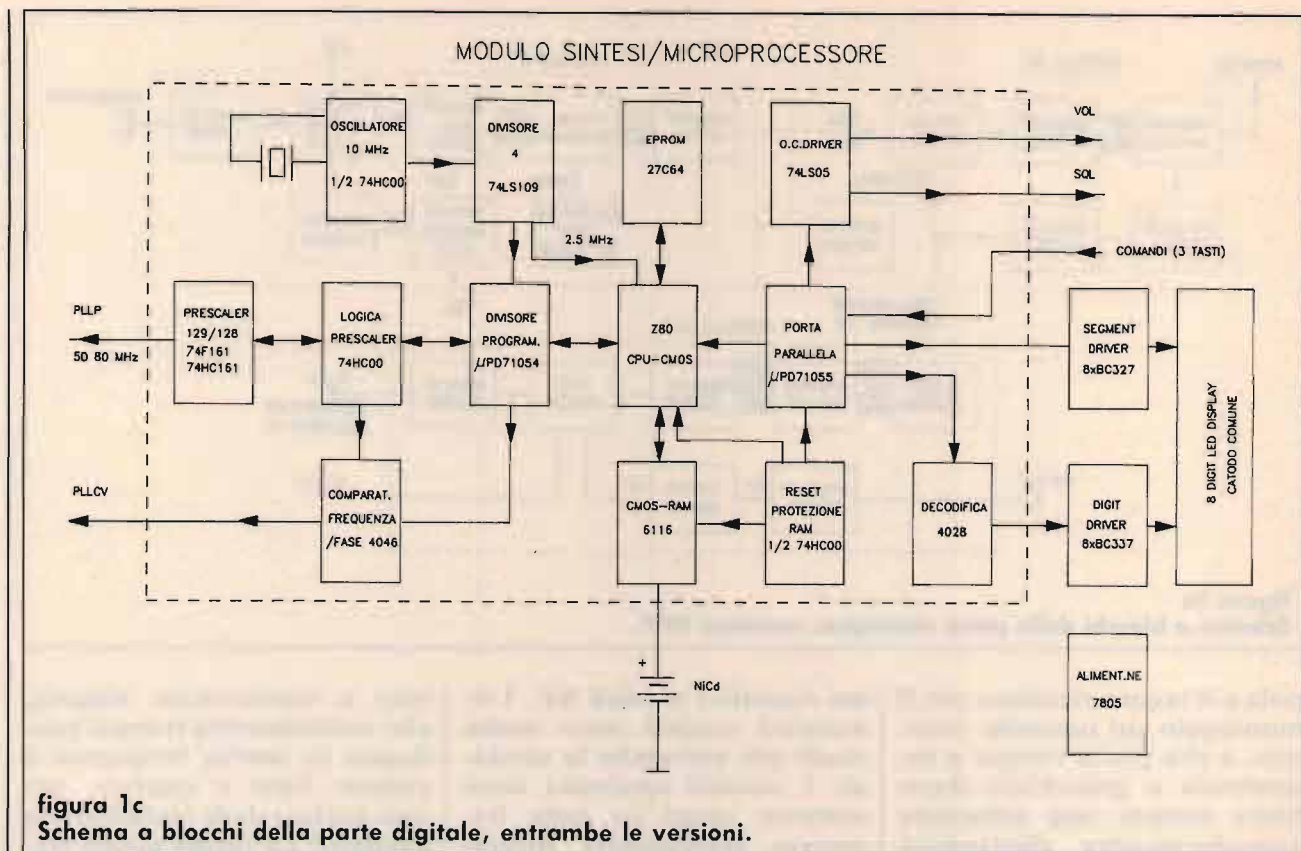 MODULO SINTESI/MICROPROCESSORE
OSCILLATORE
10 MHz
1/2 74HC00
DIVISORE
4
74LS109
EPROM
27C64
O.C.DRIVER
74LS05
VOL
SQL
2.5 MHz
COMANDI (3 TASTI)
PLLP
50 80 MHz
PRESCALER
129/128
74F161
74HC161
LOGICA
PRESCALER
74HC00
DIVISORE
PROGRAM.
μPD71054
Z80
CPU-CMOS
PORTA
PARALLELA
μPD71055
SEGMENT
DRIVER
8xBC327
8 DIGIT LED DISPLAY
CATODO COMUNE
PLLCV
COMPARAT.
FREQUENZA
/FASE 4046
CMOS-RAM
6116
RESET
PROTEZIONE
RAM
1/2 74HC00
DECODIFICA
4028
DIGIT
DRIVER
8xBC337
+
NiCd
ALIMENT.NE
7805
figura 1c
Schema a blocchi della parte digitale, entrambe le versioni.